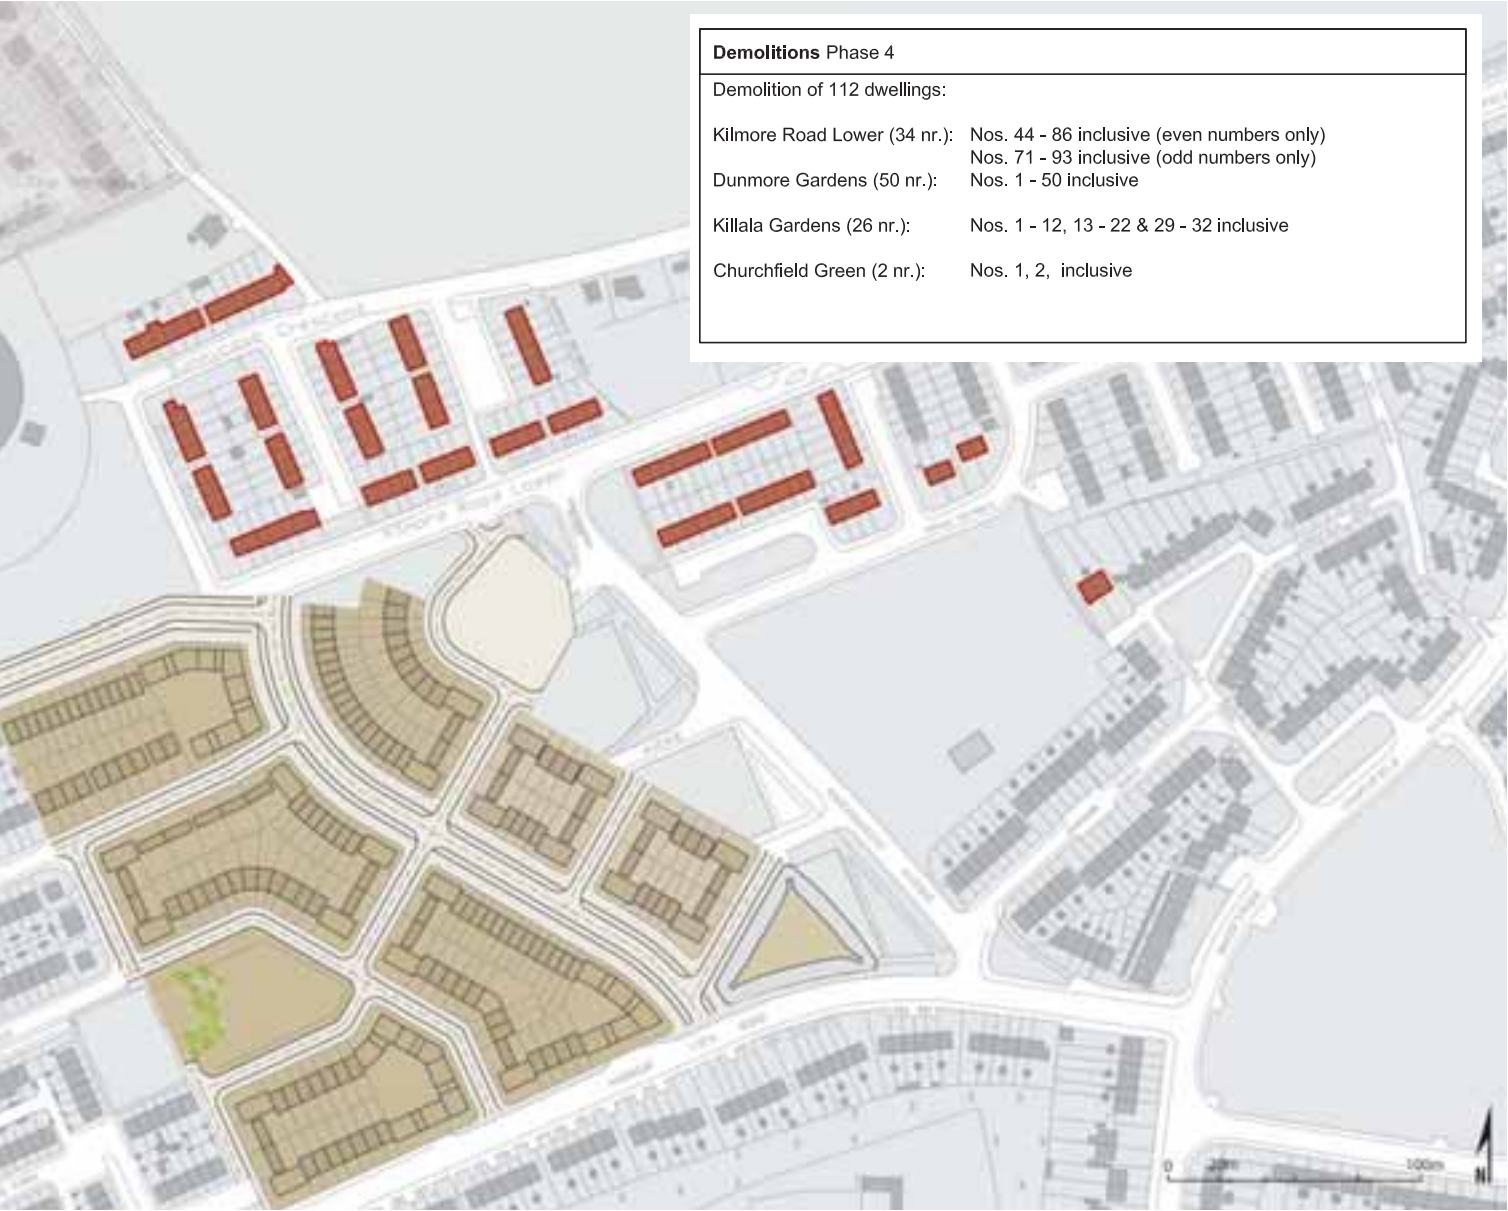 Demolitions Phase 4
Demolition of 112 dwellings:
Kilmore Road Lower (34 nr.): Nos. 44 - 86 inclusive (even numbers only)
Nos. 71 - 93 inclusive (odd numbers only)
Dunmore Gardens (50 nr.): Nos. 1 - 50 inclusive
Killala Gardens (26 nr.): Nos. 1 - 12, 13 - 22 & 29 - 32 inclusive
Churchfield Green (2 nr.): Nos. 1, 2, inclusive
Crescent
Lower
0
100m
N